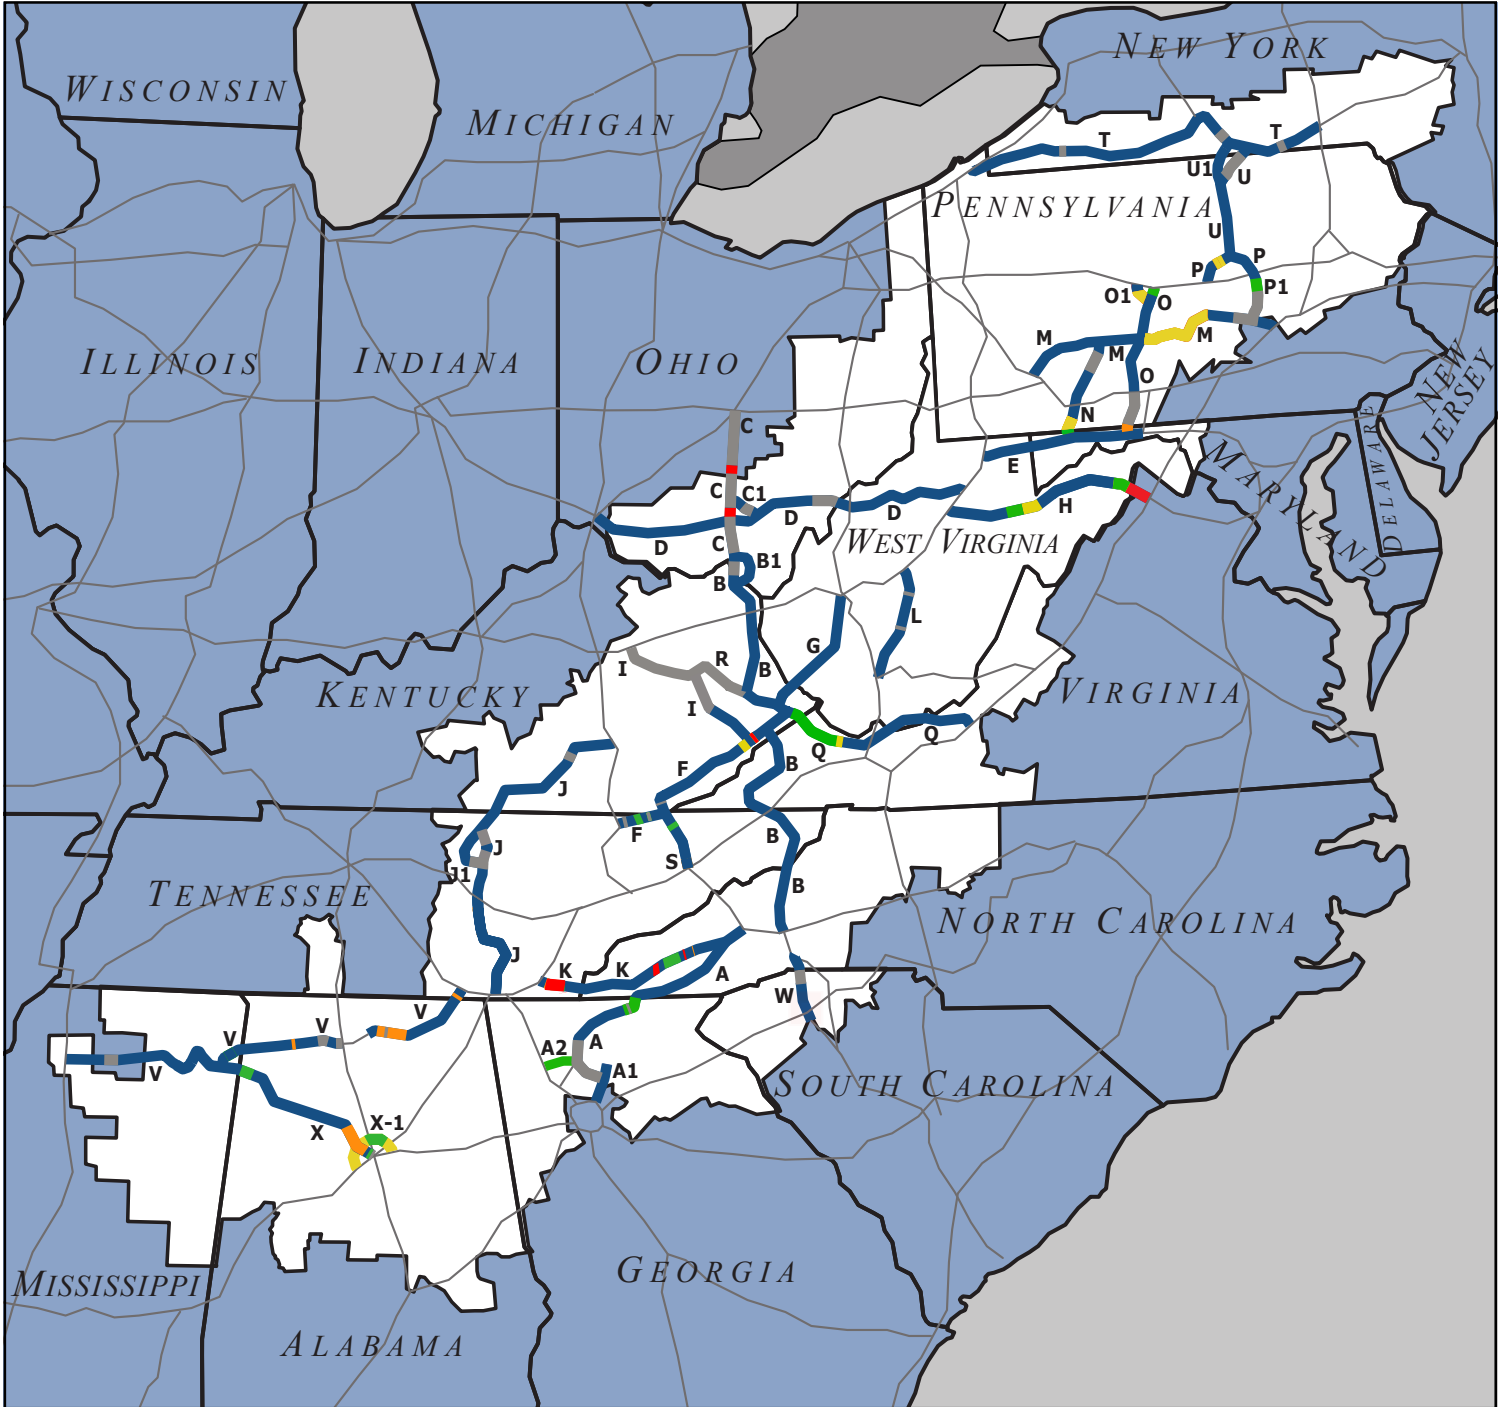 NEW YORK
WISCONSIN
MICHIGAN
T
T
U1
U
PENNSYLVANIA
U
P
P
P1
O1
O
M
M
M
ILLINOIS
INDIANA
OHIO
O
NEW
JERSEY
N
C
DELAWARE
E
MARYLAND
C
C1
H
D
D
D
C
WEST VIRGINIA
B1
B
DELAWARE
L
G
I
R
B
KENTUCKY
VIRGINIA
I
Q
Q
F
B
J
F
B
S
J
J1
B
TENNESSEE
NORTH CAROLINA
J
K
K
A
W
V
V
V
A
A2
A1
V
SOUTH CAROLINA
X
X-1
GEORGIA
MISSISSIPPI
ALABAMA